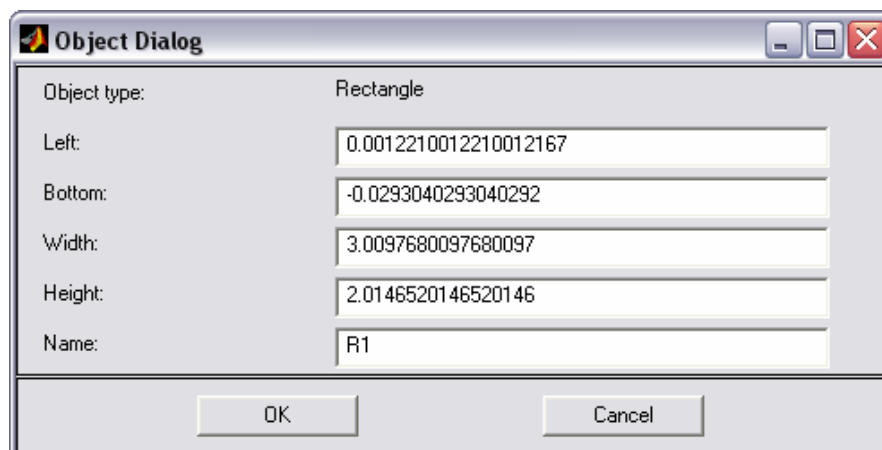 Object Dialog
Object type: Rectangle
Left: 0.0012210012210012167
Bottom: -0.0293040293040292
Width: 3.0097680097680097
Height: 2.0146520146520146
Name: R1
OK Cancel